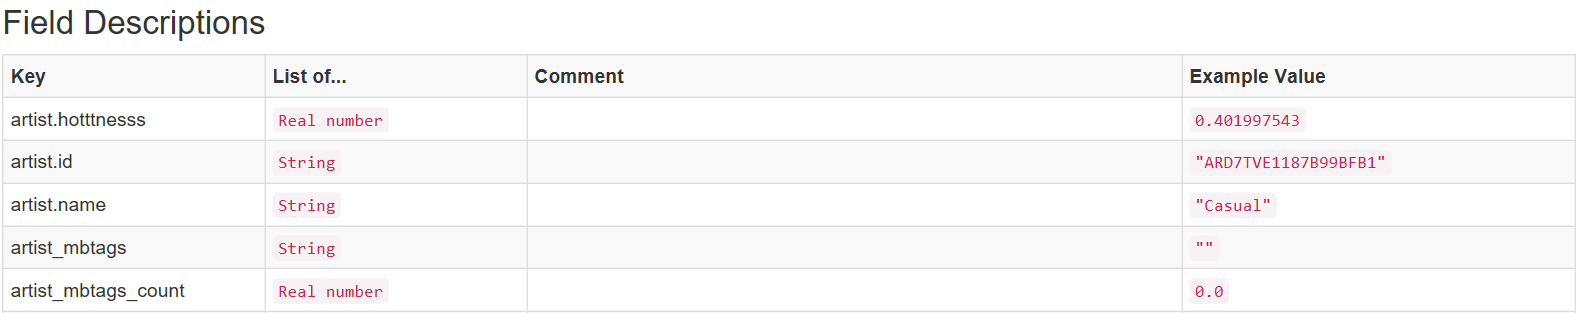 Field Descriptions
Key List of... Comment Example Value
artist.hotttnesss Real number 0.401997543
artist.id String "ARD7TVE1187B99BFB1"
artist.name String "Casual"
artist_mbtags String ""
artist_mbtags_count Real number 0.0